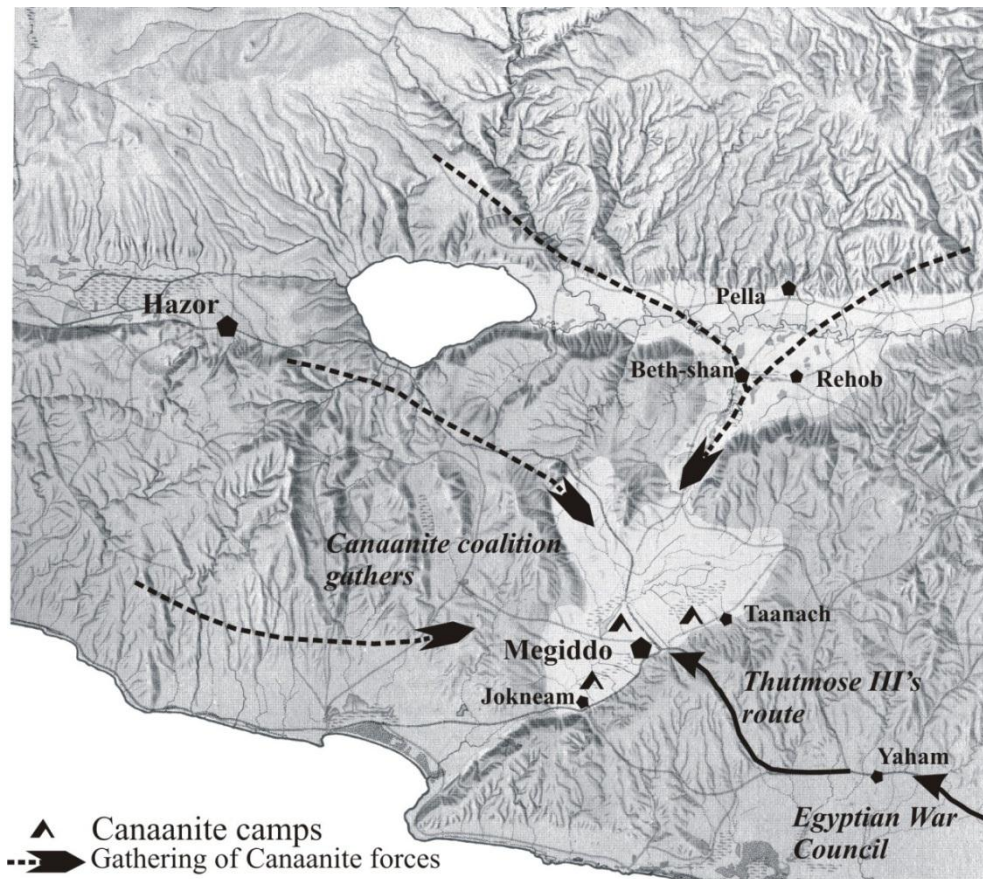 Hazor
Pella
Beth-shan
Rehob
Canaanite coalition
gathers
Taanach
Megiddo
Jokneam
Thutmose III's
route
Yaham
Egyptian War
Council
Canaanite camps
Gathering of Canaanite forces